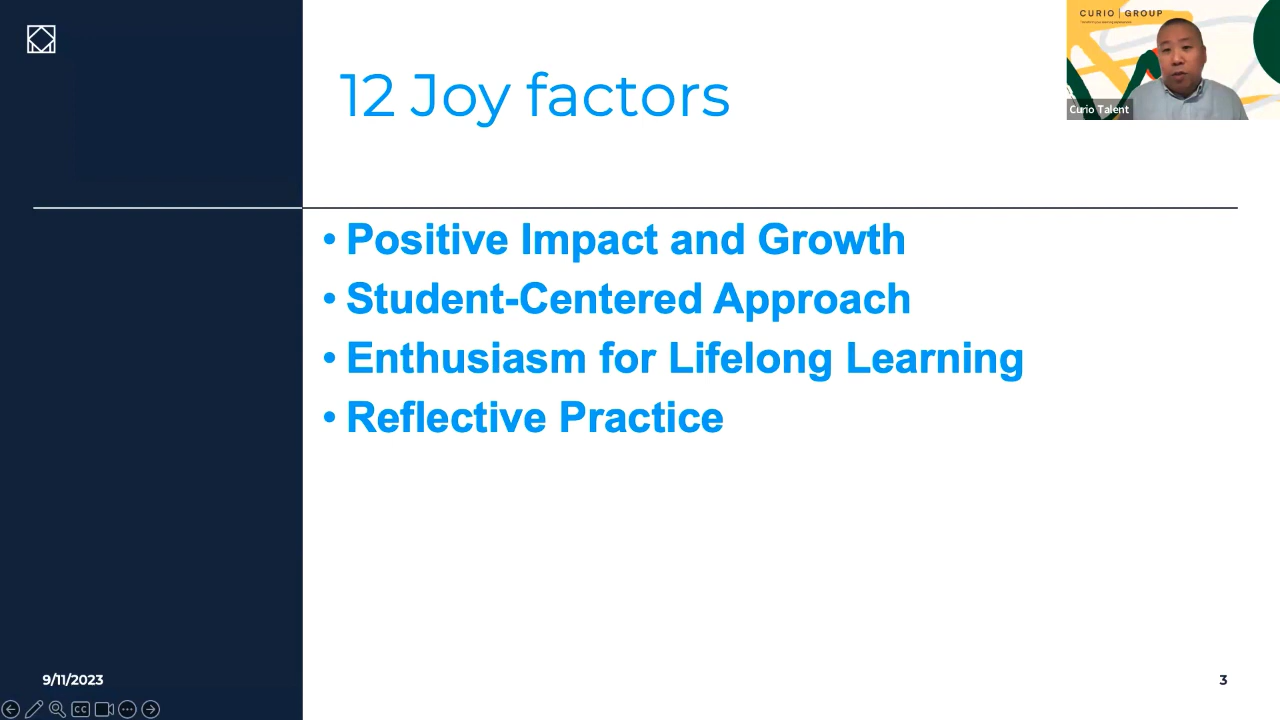 12 Joy factors
CURIO | GROUP
Curio Talent
• Positive Impact and Growth
• Student-Centered Approach
• Enthusiasm for Lifelong Learning
• Reflective Practice
9/11/2023
3
CC